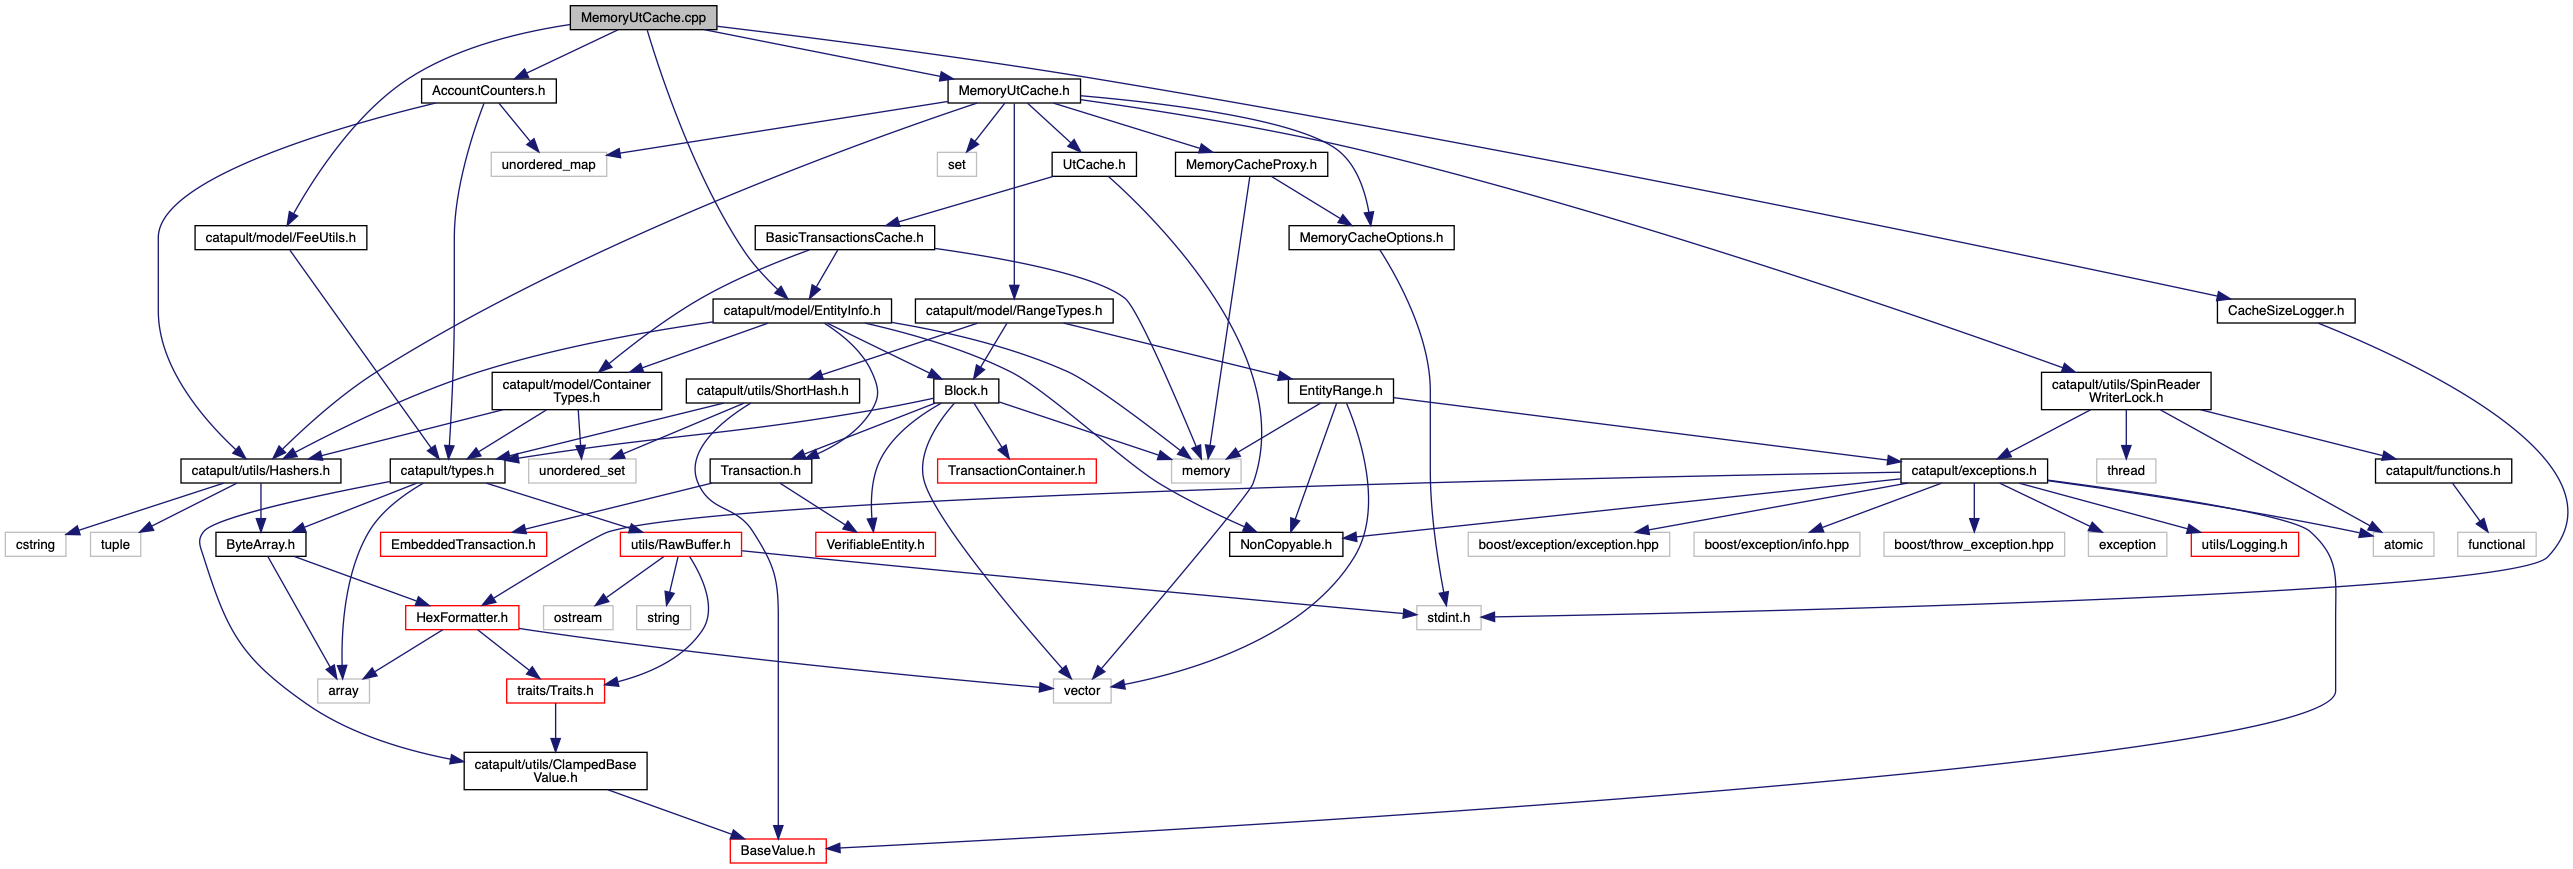 MemoryUtCache.cpp
AccountCounters.h
MemoryUtCache.h
unordered_map
set
UtCache.h
MemoryCacheProxy.h
catapult/model/FeeUtils.h
BasicTransactionsCache.h
MemoryCacheOptions.h
catapult/model/EntityInfo.h
catapult/model/RangeTypes.h
CacheSizeLogger.h
catapult/model/Container
Types.h
catapult/utils/ShortHash.h
Block.h
EntityRange.h
catapult/utils/SpinReader
WriterLock.h
catapult/utils/Hashers.h
catapult/types.h
unordered_set
Transaction.h
TransactionContainer.h
memory
catapult/exceptions.h
thread
catapult/functions.h
cstring
tuple
ByteArray.h
EmbeddedTransaction.h
utils/RawBuffer.h
VerifiableEntity.h
NonCopyable.h
boost/exception/exception.hpp
boost/exception/info.hpp
boost/throw_exception.hpp
exception
utils/Logging.h
atomic
functional
HexFormatter.h
ostream
string
stdint.h
array
traits/Traits.h
vector
catapult/utils/ClampedBase
Value.h
BaseValue.h